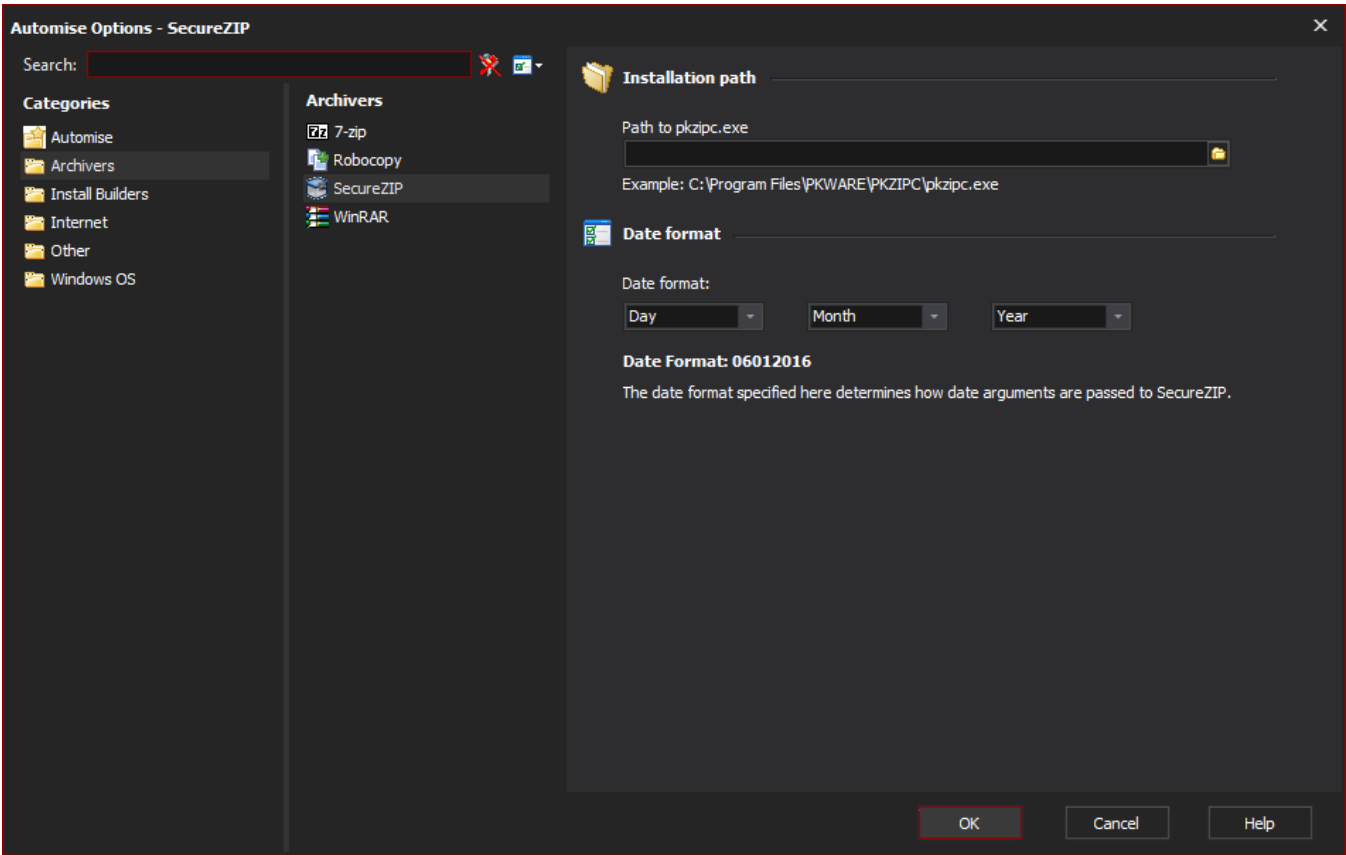 Automise Options - SecureZIP
Search:
Categories
Automise
Archivers
Install Builders
Internet
Other
Windows OS
Archivers
7-zip
Robocopy
SecureZIP
WinRAR
Installation path
Path to pkzipc.exe
Example: C:\Program Files\PKWARE\PKZIPC\pkzipc.exe
Date format
Date format:
Day Month Year
Date Format: 06012016
The date format specified here determines how date arguments are passed to SecureZIP.
OK Cancel Help